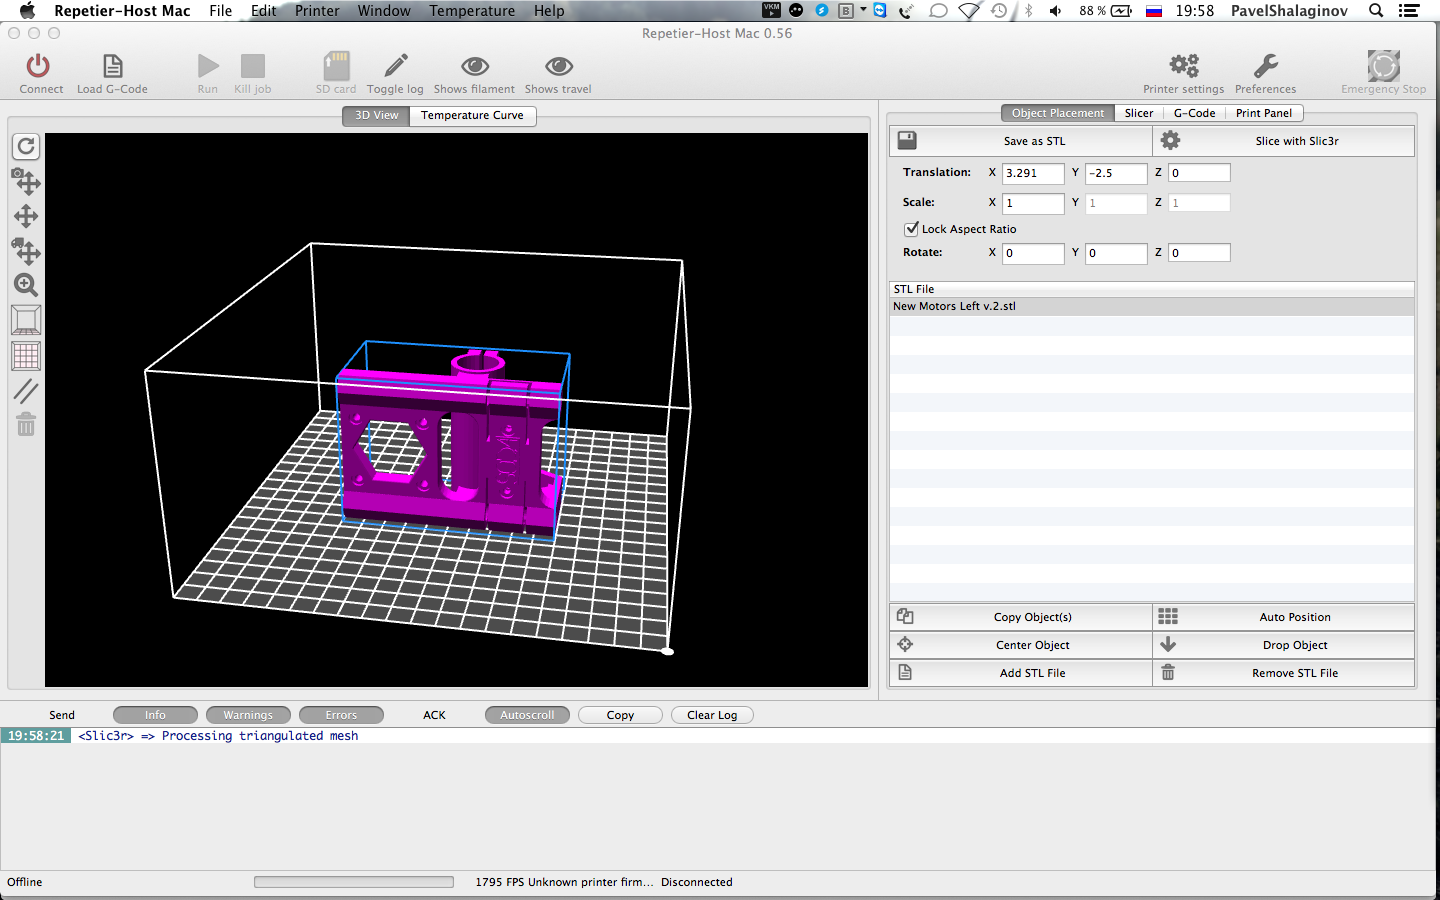 Repetier-Host Mac File Edit Printer Window Temperature Help VKM B 88 % 19:58 PavelShalaginov
Repetier-Host Mac 0.56
Connect Load G-Code Run Kill job SD card Toggle log Shows filament Shows travel Printer settings Preferences Emergency Stop
3D View Temperature Curve
Object Placement Slicer G-Code Print Panel
Save as STL Slice with Slic3r
Translation: X 3.291 Y -2.5 Z 0
Scale: X 1 Y 1 Z 1
Lock Aspect Ratio
Rotate: X 0 Y 0 Z 0
STL File
New Motors Left v.2.stl
Copy Object(s) Auto Position
Center Object Drop Object
Add STL File Remove STL File
Send Info Warnings Errors ACK Autoscroll Copy Clear Log
19:58:21 <Slic3r> => Processing triangulated mesh
Offline 1795 FPS Unknown printer firm... Disconnected